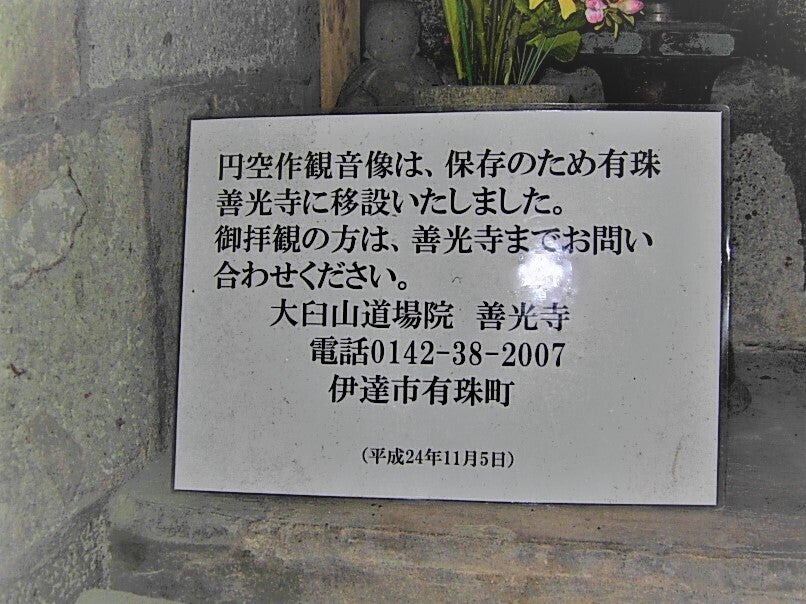 円空作観音像は、保存のため有珠
善光寺に移設いたしました。
御拝観の方は、善光寺までお問い
合わせください。
大臼山道場院 善光寺
電話0142-38-2007
伊達市有珠町
(平成24年11月5日)